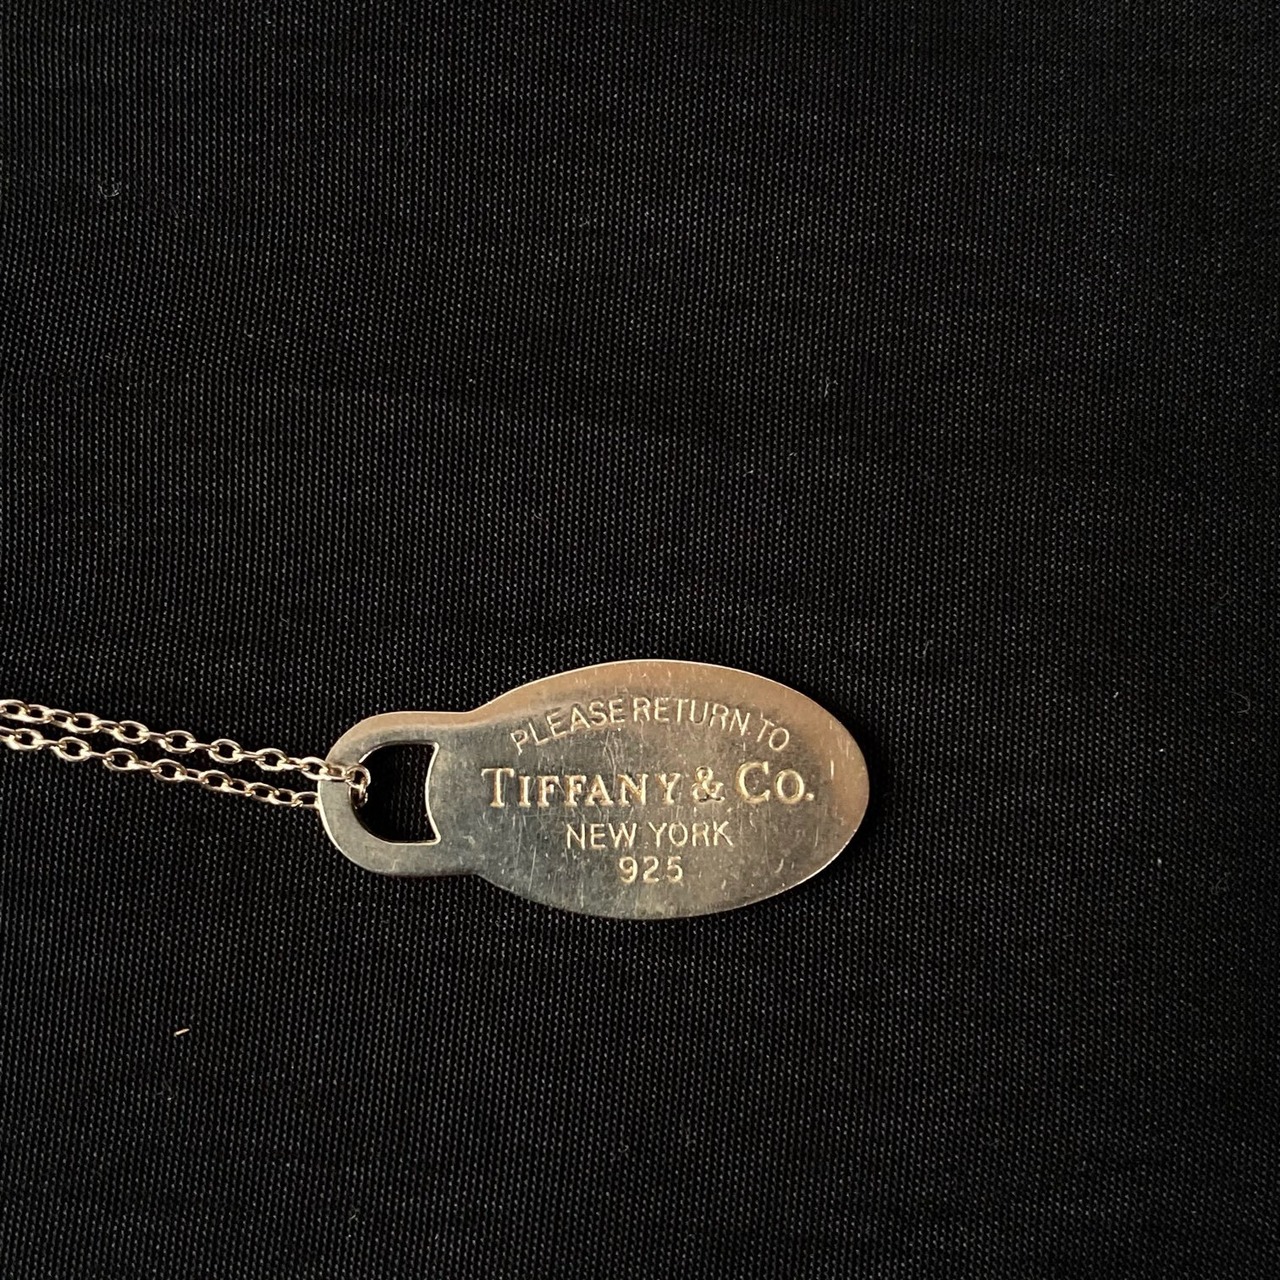 PLEASE RETURN TO
TIFFANY & CO.
NEW YORK
925